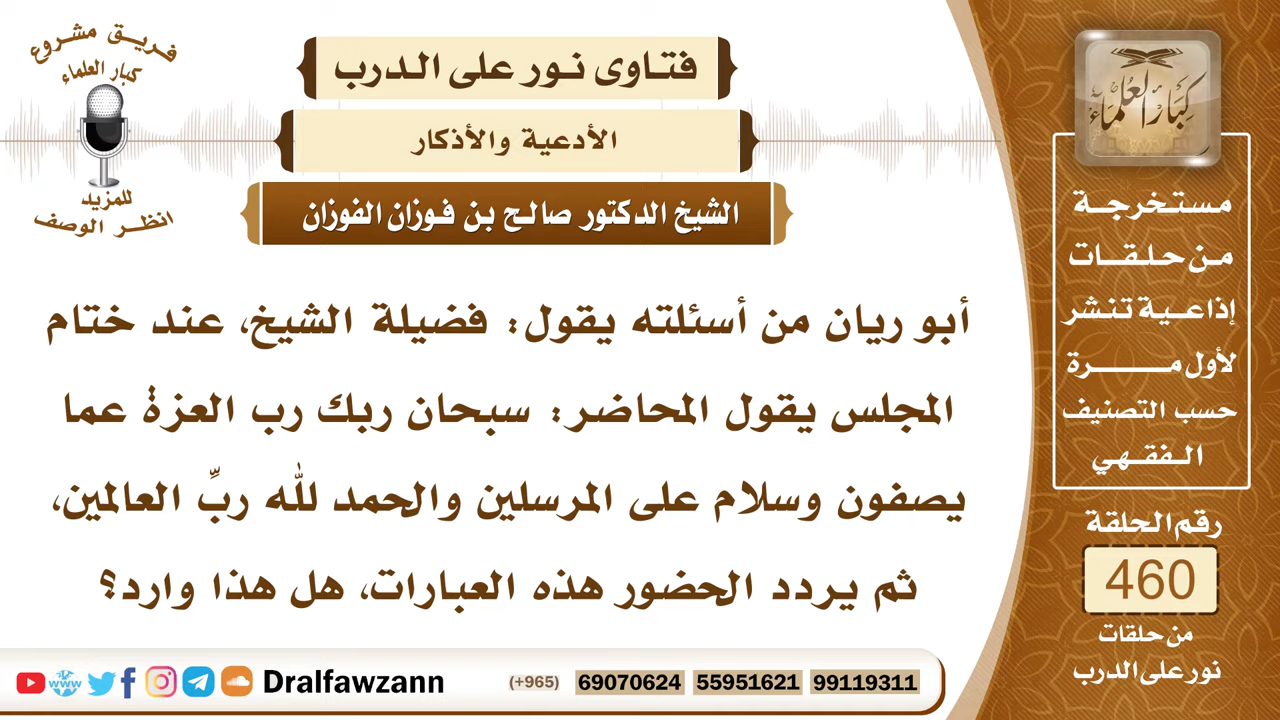 فريق مشروع
كبار العلماء
للمزيد
انظر الوصف
فتاوى نور على الدرب
الأدعية والأذكار
الشيخ الدكتور صالح بن فوزان الفوزان
أبو ريان من أسئلته يقول: فضيلة الشيخ، عند ختام
المجلس يقول المحاضر: سبحان ربك رب العزة عما
يصفون وسلام على المرسلين والحمد لله ربِّ العالمين،
ثم يردد الحضور هذه العبارات، هل هذا وارد؟
كبار العلماء
مستخرجة
من حلقات
إذاعية تنشر
لأول مرة
حسب التصنيف
الفقهي
رقم الحلقة
460
من حلقات
نور على الدرب
Dralfawzann (+965) 69070624 55951621 99119311
www